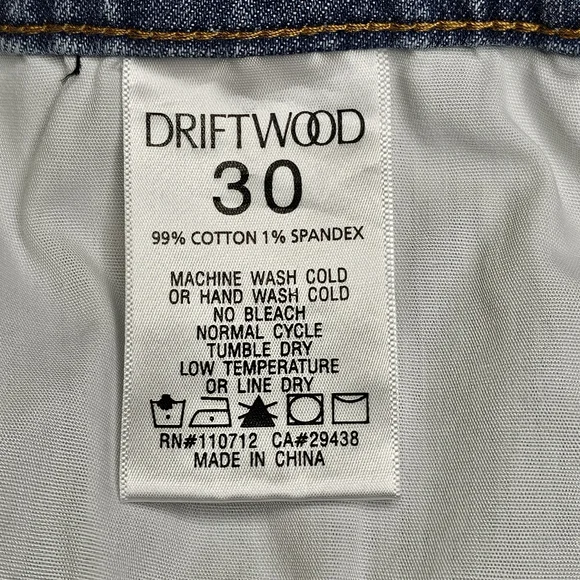 DRIFTWOOD
30
99% COTTON 1% SPANDEX
MACHINE WASH COLD
OR HAND WASH COLD
NO BLEACH
NORMAL CYCLE
TUMBLE DRY
LOW TEMPERATURE
OR LINE DRY
RN#110712 CA#29438
MADE IN CHINA